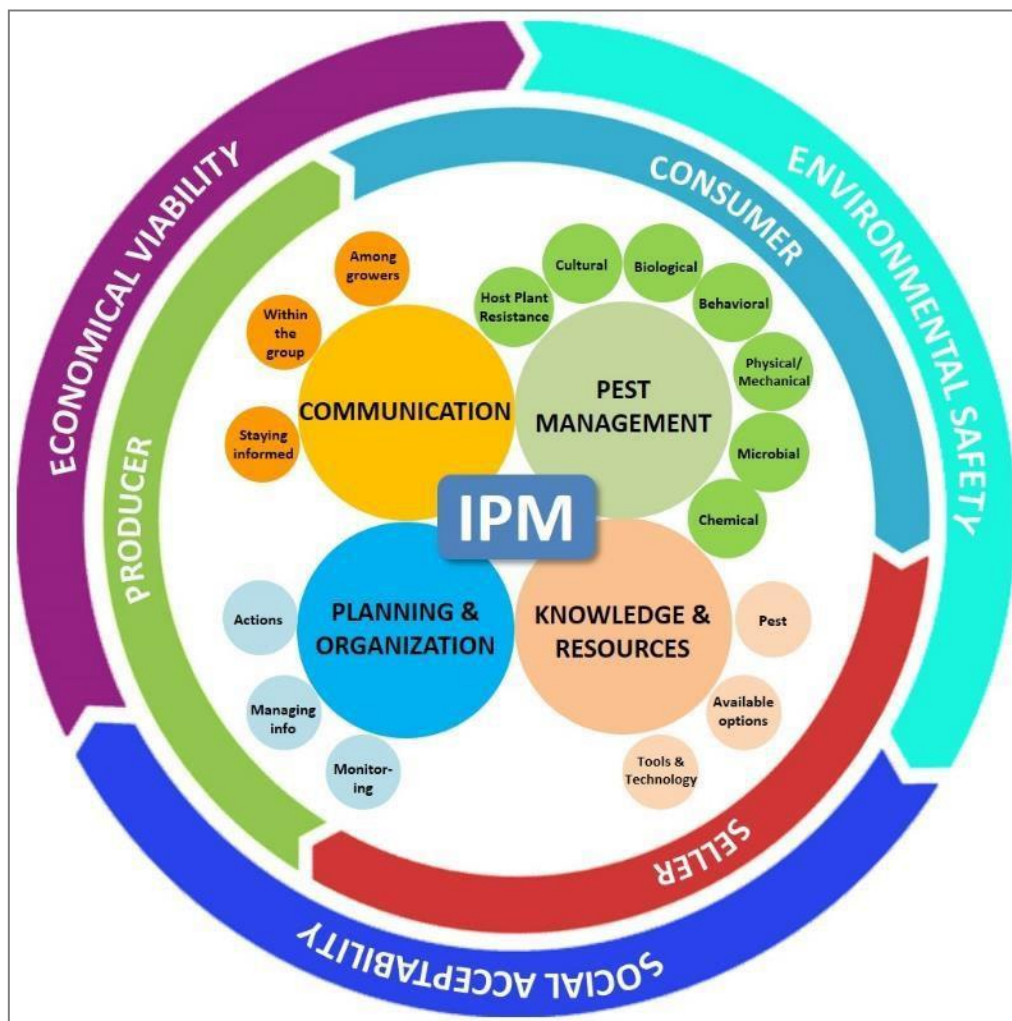 ECONOMICAL VIABILITY
ENVIRONMENTAL SAFETY
SOCIAL ACCEPTABILITY
PRODUCER
CONSUMER
SELLER
Among
growers
Within
the
group
Staying
informed
COMMUNICATION
Host Plant
Resistance
Cultural
Biological
Behavioral
Physical/
Mechanical
Microbial
Chemical
PEST
MANAGEMENT
IPM
Actions
Managing
info
Monitor-
ing
PLANNING &
ORGANIZATION
KNOWLEDGE &
RESOURCES
Pest
Available
options
Tools &
Technology